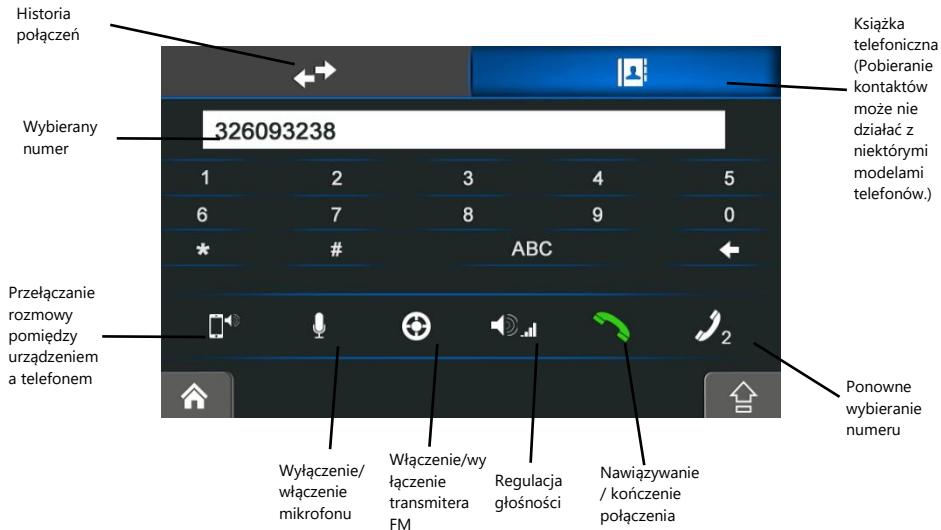 Historia
połączeń
Książka
telefoniczna
(Pobieranie
kontaktów
może nie
działać z
niektórymi
modelami
telefonów.)
Wybierany
numer
326093238
1 2 3 4 5
6 7 8 9 0
* # ABC
Przełączanie
rozmowy
pomiędzy
urządzeniem
a telefonem
2
Ponowne
wybieranie
numeru
Wyłączenie/
włączenie
mikrofonu
Włączenie/wy
łączenie
transmitera
FM
Regulacja
głośności
Nawiązywanie
/ kończenie
połączenia